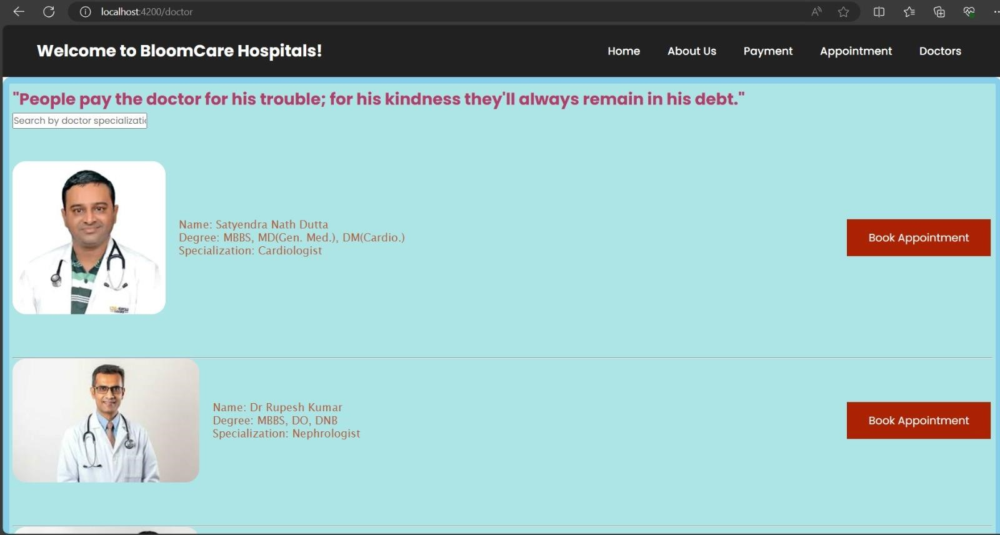 localhost:4200/doctor
Welcome to BloomCare Hospitals!
Home About Us Payment Appointment Doctors
"People pay the doctor for his trouble; for his kindness they'll always remain in his debt."
Search by doctor
Name: Satyendra Nath Dutta
Degree: MBBS, MD(Gen. Med.), DM(Cardio.)
Specialization: Cardiologist
Book Appointment
Name: Dr Rupesh Kumar
Degree: MBBS, DO, DNB
Specialization: Nephrologist
Book Appointment